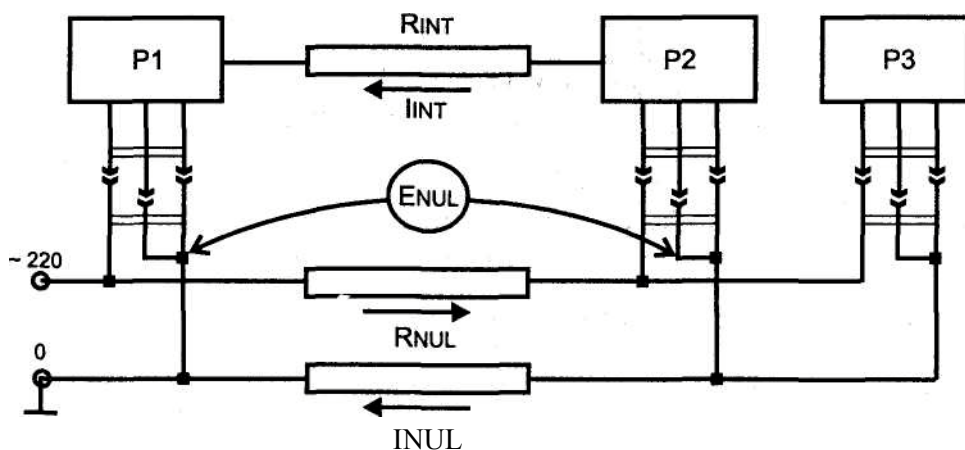 RINT
P1
P2
P3
IINT
ENUL
~ 220
RNUL
0
INUL